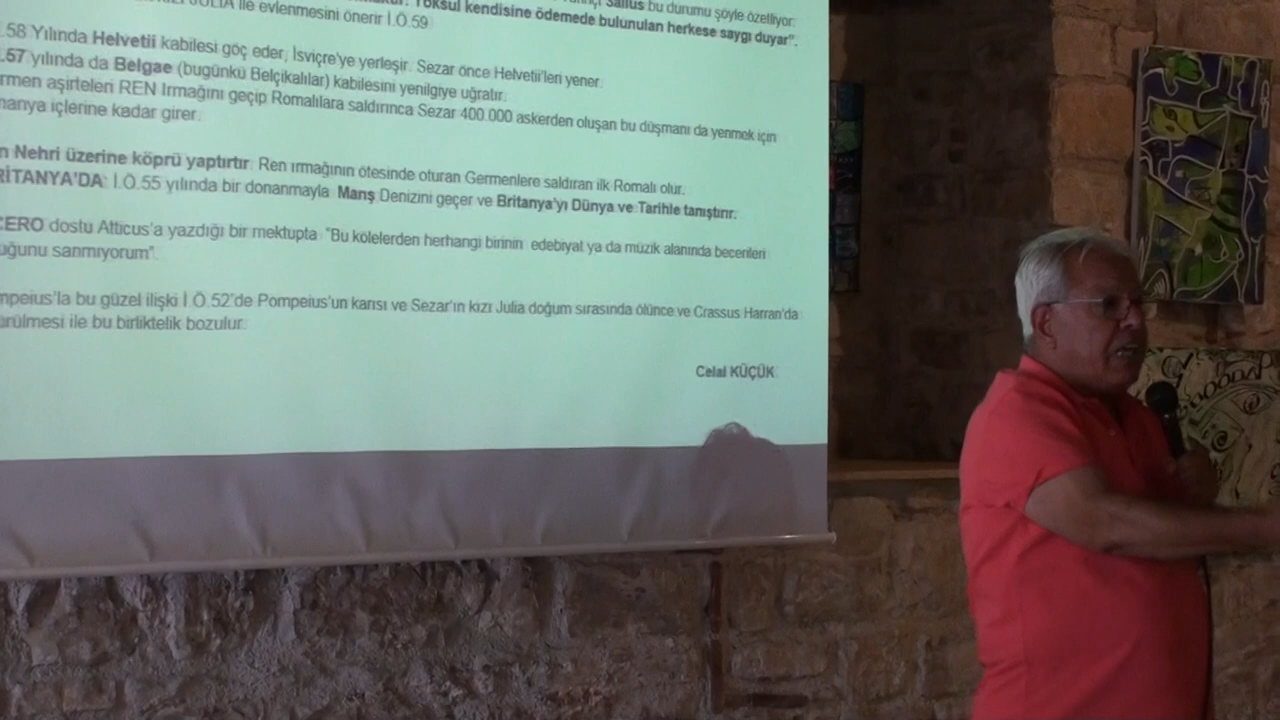 JULIA ile evlenmesini önerir İ.Ö.59 Sallus bu durumu şöyle özetliyor:
Yoksul kendisine ödemede bulunulan herkese saygı duyar".
.58 Yılında Helvetii kabilesi göç eder, İsviçre'ye yerleşir. Sezar önce Helvetii'leri yener.
.57 yılında da Belgae (bugünkü Belçikalılar) kabilesini yenilgiye uğratır.
rmen aşirteleri REN Irmağını geçip Romalılara saldırınca Sezar 400.000 askerden oluşan bu düşmanı da yenmek için
manya içlerine kadar girer.
n Nehri üzerine köprü yaptırtır. Ren ırmağının ötesinde oturan Germenlere saldıran ilk Romalı olur.
RİTANYA'DA: İ.Ö.55 yılında bir donanmayla Manş Denizini geçer ve Britanya'yı Dünya ve Tarihle tanıştırır.
CERO dostu Atticus'a yazdığı bir mektupta "Bu kölelerden herhangi birinin edebiyat ya da müzik alanında becerileri
uğunu sanmıyorum".
mpeius'la bu güzel ilişki İ.Ö.52'de Pompeius'un karısı ve Sezar'ın kızı Julia doğum sırasında ölünce ve Crassus Harran'da
ürülmesi ile bu birliktelik bozulur.
Celal KÜÇÜK